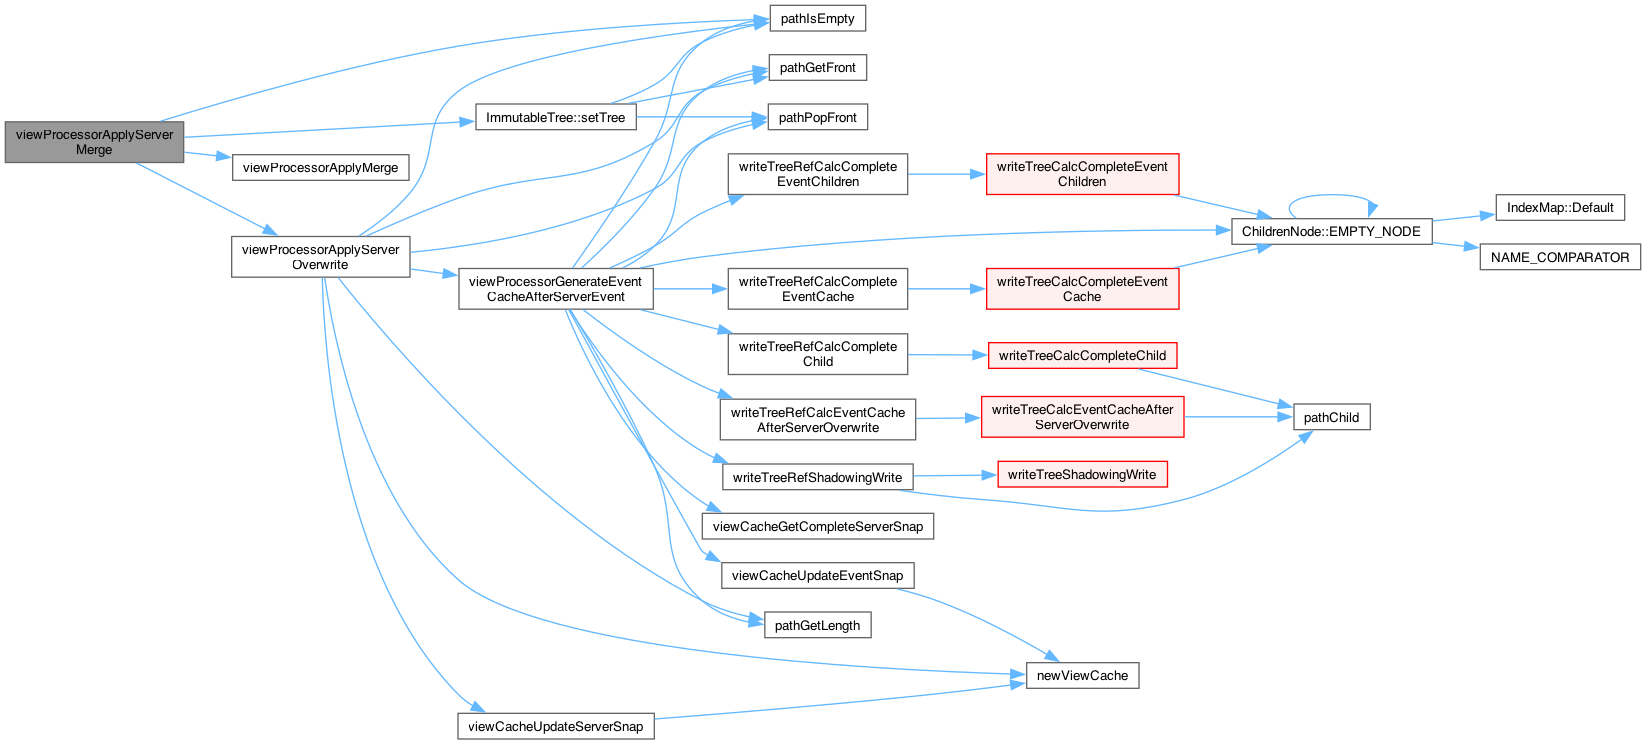 viewProcessorApplyServer
Merge
viewProcessorApplyMerge
viewProcessorApplyServer
Overwrite
ImmutableTree::setTree
viewProcessorGenerateEvent
CacheAfterServerEvent
viewCacheUpdateServerSnap
pathIsEmpty
pathGetFront
pathPopFront
writeTreeRefCalcComplete
EventChildren
writeTreeRefCalcComplete
EventCache
writeTreeRefCalcComplete
Child
writeTreeRefCalcEventCache
AfterServerOverwrite
writeTreeRefShadowingWrite
viewCacheGetCompleteServerSnap
viewCacheUpdateEventSnap
pathGetLength
writeTreeCalcCompleteEvent
Children
writeTreeCalcCompleteEvent
Cache
writeTreeCalcCompleteChild
writeTreeCalcEventCacheAfter
ServerOverwrite
writeTreeShadowingWrite
newViewCache
ChildrenNode::EMPTY_NODE
pathChild
IndexMap::Default
NAME_COMPARATOR